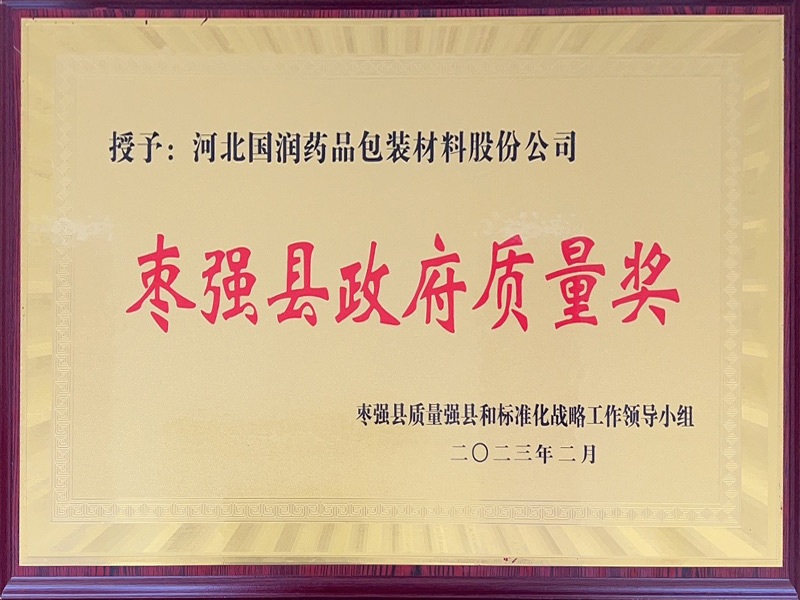 授予：河北国润药品包装材料股份公司
枣强县政府质量奖
枣强县质量强县和标准化战略工作领导小组
二〇二三年二月